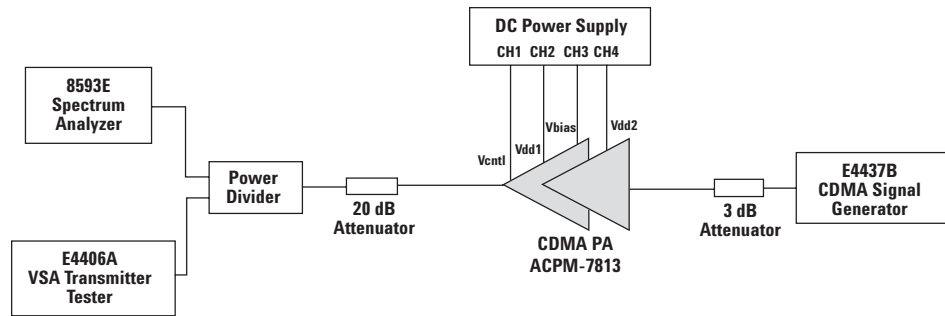 DC Power Supply
CH1 CH2 CH3 CH4
8593E
Spectrum
Analyzer
Vcntl
Vdd1
Vbias
Vdd2
Power
Divider
20 dB
Attenuator
CDMA PA
ACPM-7813
3 dB
Attenuator
E4437B
CDMA Signal
Generator
E4406A
VSA Transmitter
Tester